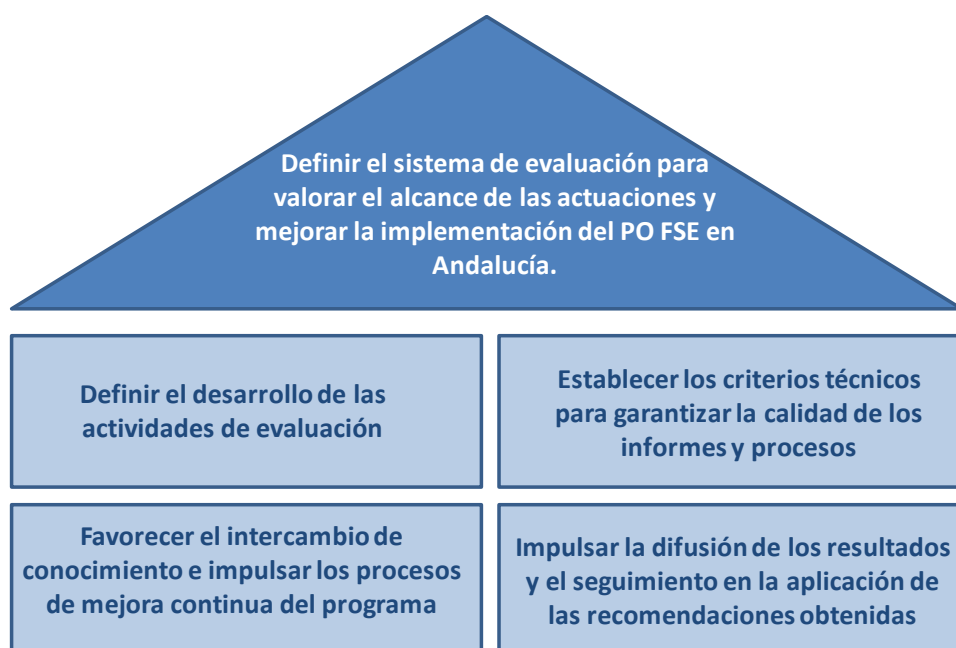 Definir el sistema de evaluación para
valorar el alcance de las actuaciones y
mejorar la implementación del PO FSE en
Andalucía.
Definir el desarrollo de las
actividades de evaluación
Establecer los criterios técnicos
para garantizar la calidad de los
informes y procesos
Favorecer el intercambio de
conocimiento e impulsar los procesos
de mejora continua del programa
Impulsar la difusión de los resultados
y el seguimiento en la aplicación de
las recomendaciones obtenidas